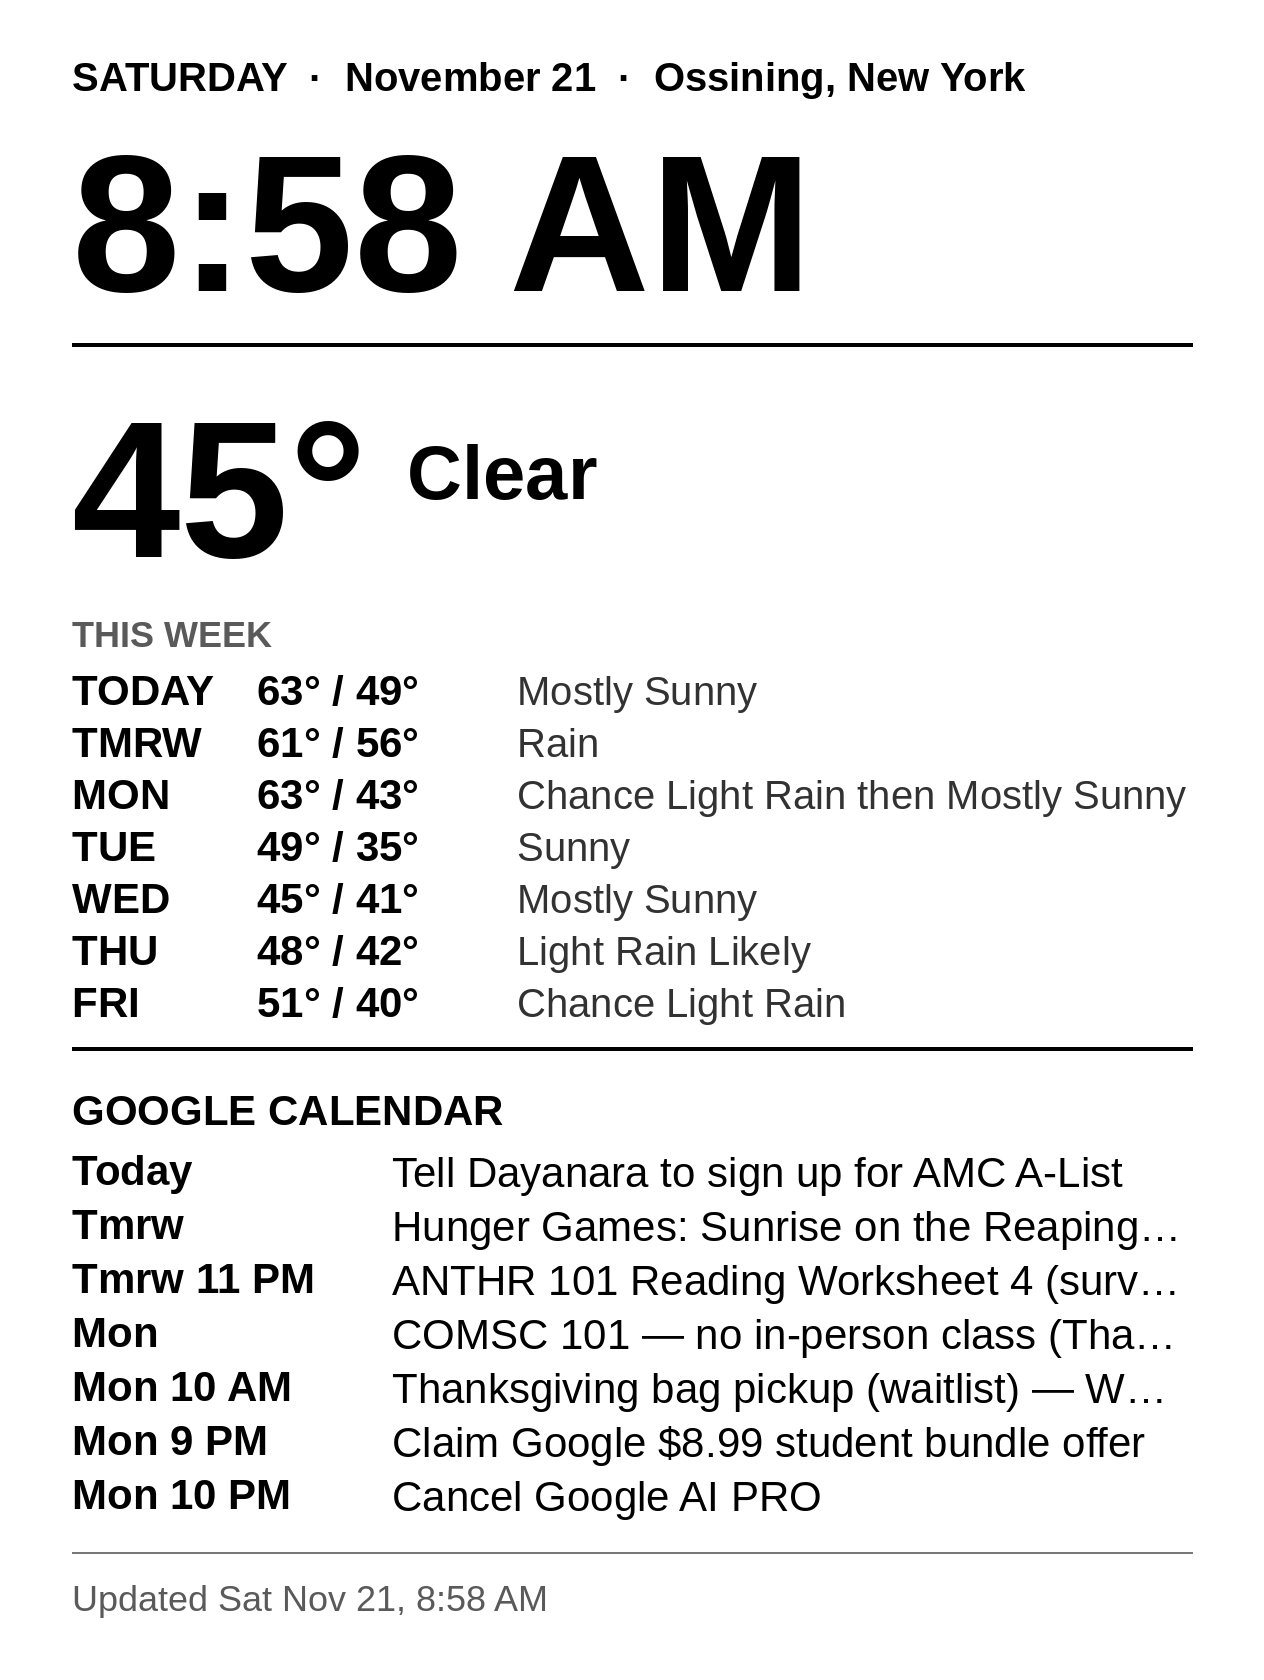 SATURDAY · November 21 · Ossining, New York
8:58 AM
45° Clear
THIS WEEK
TODAY 63° / 49° Mostly Sunny
TMRW 61° / 56° Rain
MON 63° / 43° Chance Light Rain then Mostly Sunny
TUE 49° / 35° Sunny
WED 45° / 41° Mostly Sunny
THU 48° / 42° Light Rain Likely
FRI 51° / 40° Chance Light Rain
GOOGLE CALENDAR
Today Tell Dayanara to sign up for AMC A-List
Tmrw Hunger Games: Sunrise on the Reaping…
Tmrw 11 PM ANTHR 101 Reading Worksheet 4 (surv…
Mon COMSC 101 — no in-person class (Tha…
Mon 10 AM Thanksgiving bag pickup (waitlist) — W…
Mon 9 PM Claim Google $8.99 student bundle offer
Mon 10 PM Cancel Google AI PRO
Updated Sat Nov 21, 8:58 AM